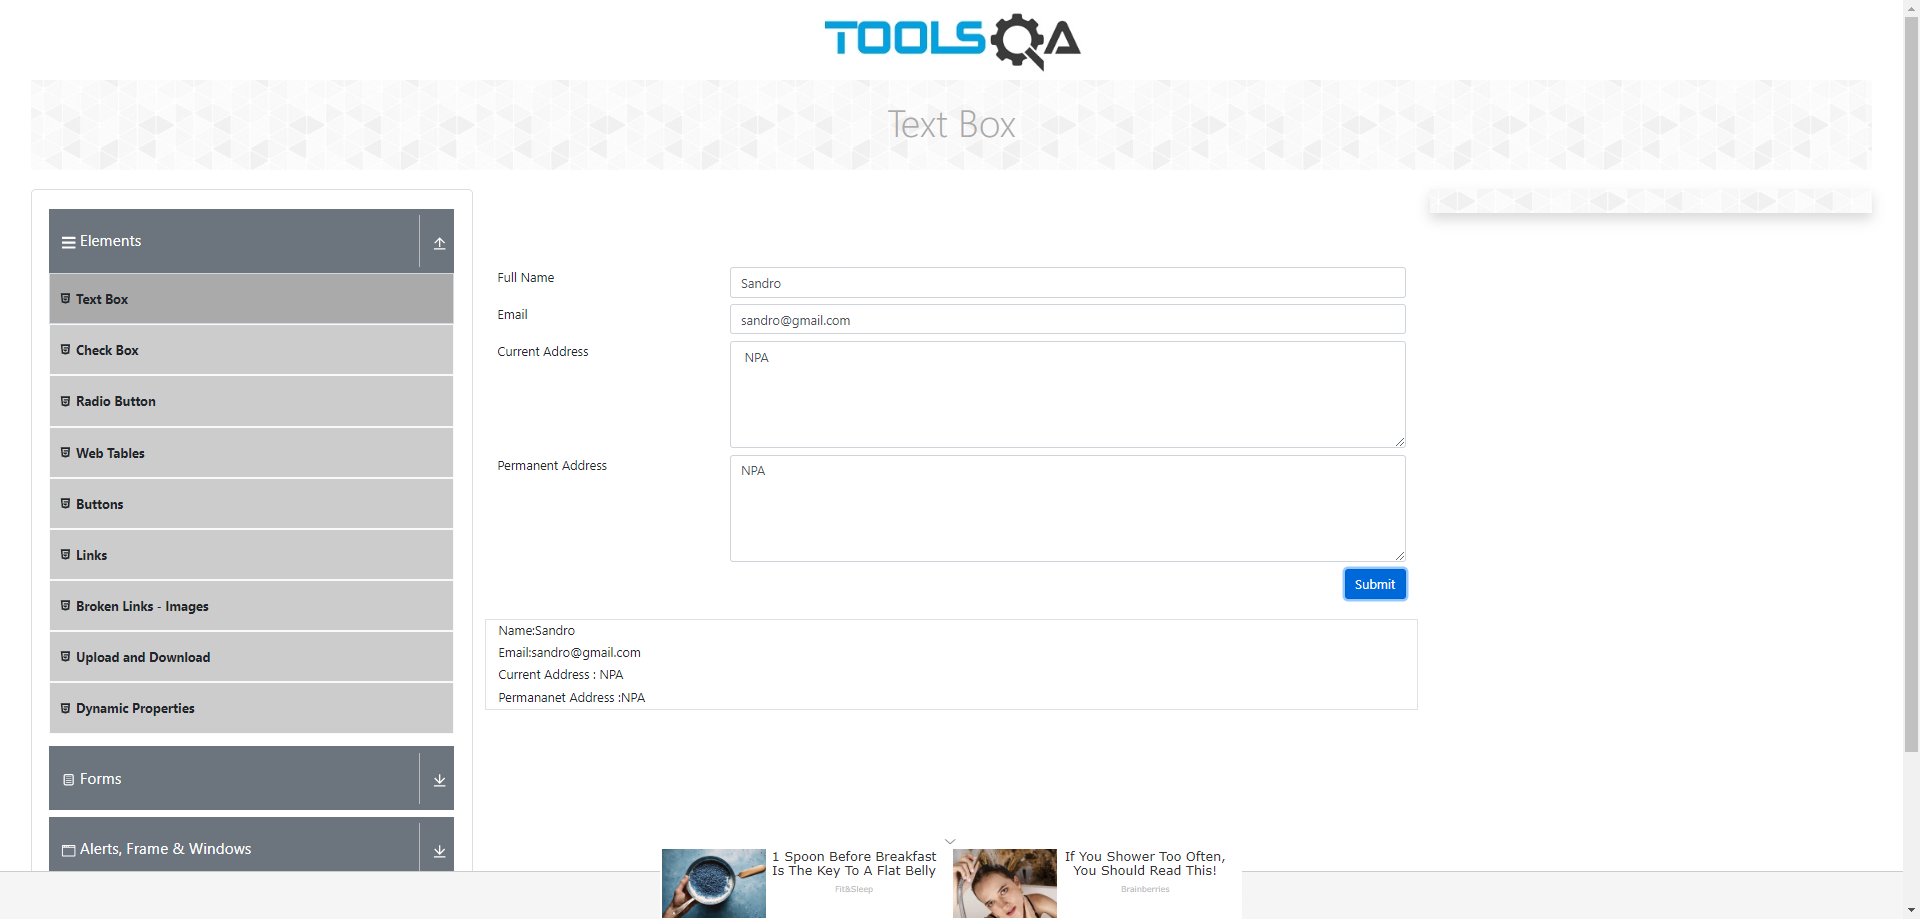 TOOLSQA
Text Box
Elements
Text Box
Check Box
Radio Button
Web Tables
Buttons
Links
Broken Links - Images
Upload and Download
Dynamic Properties
Forms
Alerts, Frame & Windows
Full Name
Sandro
Email
sandro@gmail.com
Current Address
NPA
Permanent Address
NPA
Submit
Name:Sandro
Email:sandro@gmail.com
Current Address : NPA
Permananet Address :NPA
1 Spoon Before Breakfast
Is The Key To A Flat Belly
Fit&Sleep
If You Shower Too Often,
You Should Read This!
Brainberries